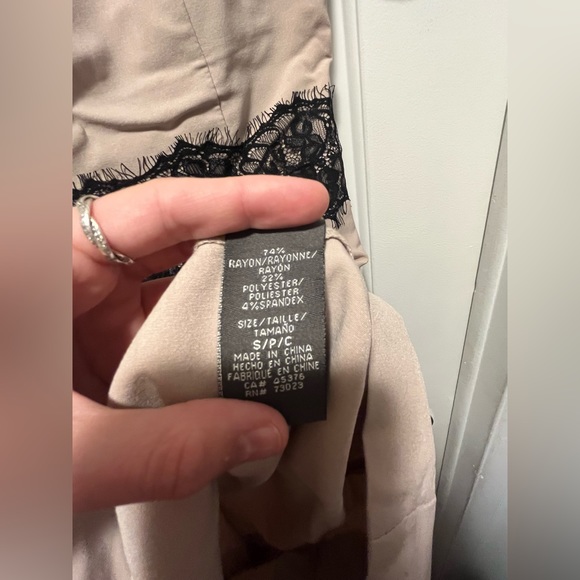 74%
RAYON/RAYONNE/
RAYÓN
22%
POLYESTER/
POLIESTER
4%SPANDEX
SIZE/TAILLE/
TAMAÑO
S/P/C
MADE IN CHINA
HECHO EN CHINA
FABRIQUÉ EN CHINE
CA# 45376
RN# 73023